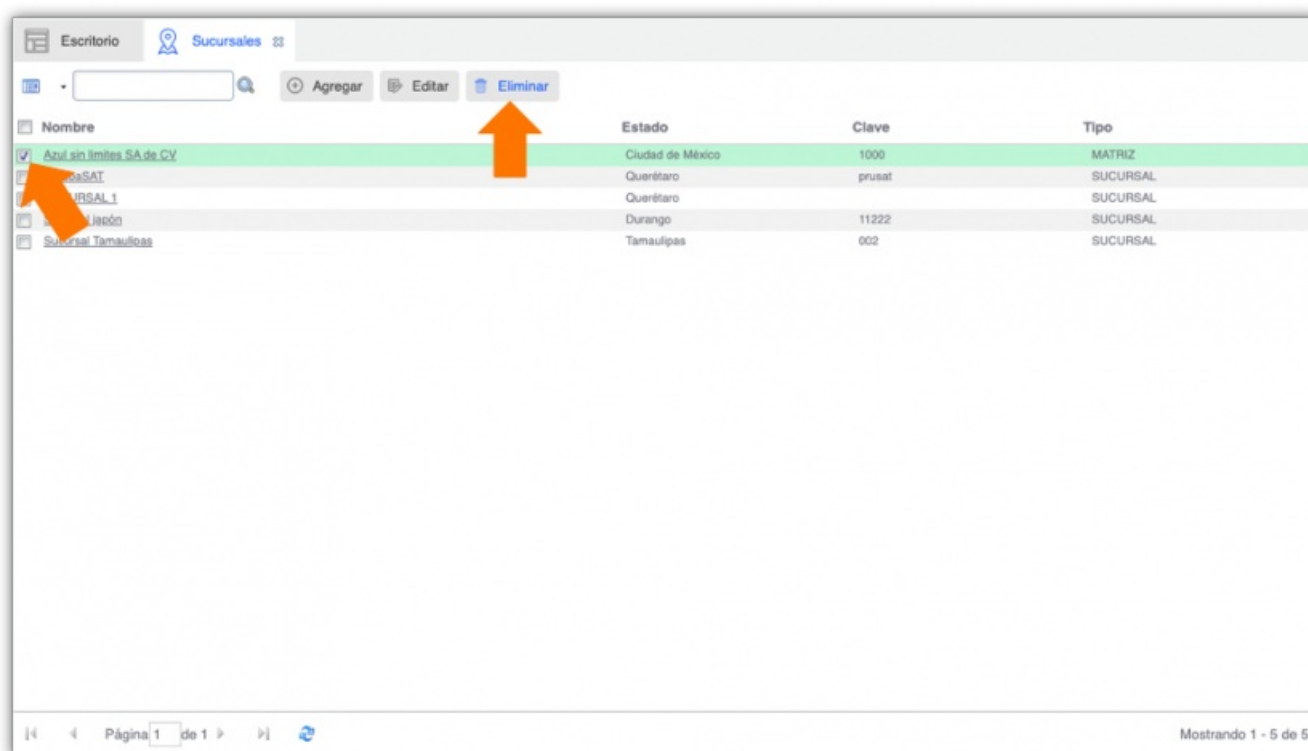 Escritorio Sucursales
Agregar Editar Eliminar
Nombre Estado Clave Tipo
Azul sin limites SA de CV Ciudad de México 1000 MATRIZ
Querétaro prusat SUCURSAL
Querétaro SUCURSAL
japón Durango 11222 SUCURSAL
Sucursal Tamaulipas Tamaulipas 002 SUCURSAL
Página 1 de 1 Mostrando 1 - 5 de 5